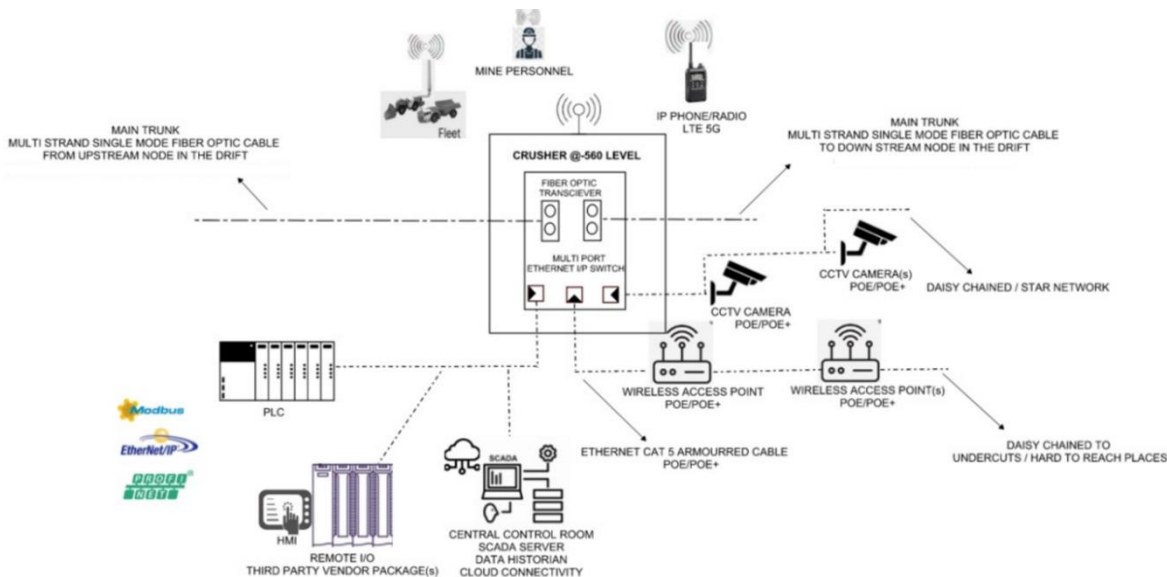 MINE PERSONNEL
Fleet
IP PHONE/RADIO
LTE 5G
MAIN TRUNK
MULTI STRAND SINGLE MODE FIBER OPTIC CABLE
FROM UPSTREAM NODE IN THE DRIFT
MAIN TRUNK
MULTI STRAND SINGLE MODE FIBER OPTIC CABLE
TO DOWN STREAM NODE IN THE DRIFT
CRUSHER @-560 LEVEL
FIBER OPTIC
TRANSCIEVER
MULTI PORT
ETHERNET I/P SWITCH
CCTV CAMERA(s)
POE/POE+
DAISY CHAINED / STAR NETWORK
CCTV CAMERA
POE/POE+
PLC
WIRELESS ACCESS POINT
POE/POE+
WIRELESS ACCESS POINT(s)
POE/POE+
Modbus
EtherNet/IP
PROFI
NET
ETHERNET CAT 5 ARMOURRED CABLE
POE/POE+
DAISY CHAINED TO
UNDERCUTS / HARD TO REACH PLACES
SCADA
HMI
REMOTE I/O
THIRD PARTY VENDOR PACKAGE(s)
CENTRAL CONTROL ROOM
SCADA SERVER
DATA HISTORIAN
CLOUD CONNECTIVITY